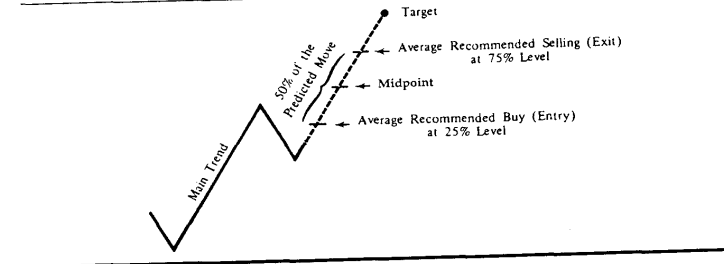 Target
Average Recommended Selling (Exit)
at 75% Level
50% of the
Predicted Move
Midpoint
Average Recommended Buy (Entry)
at 25% Level
Main Trend